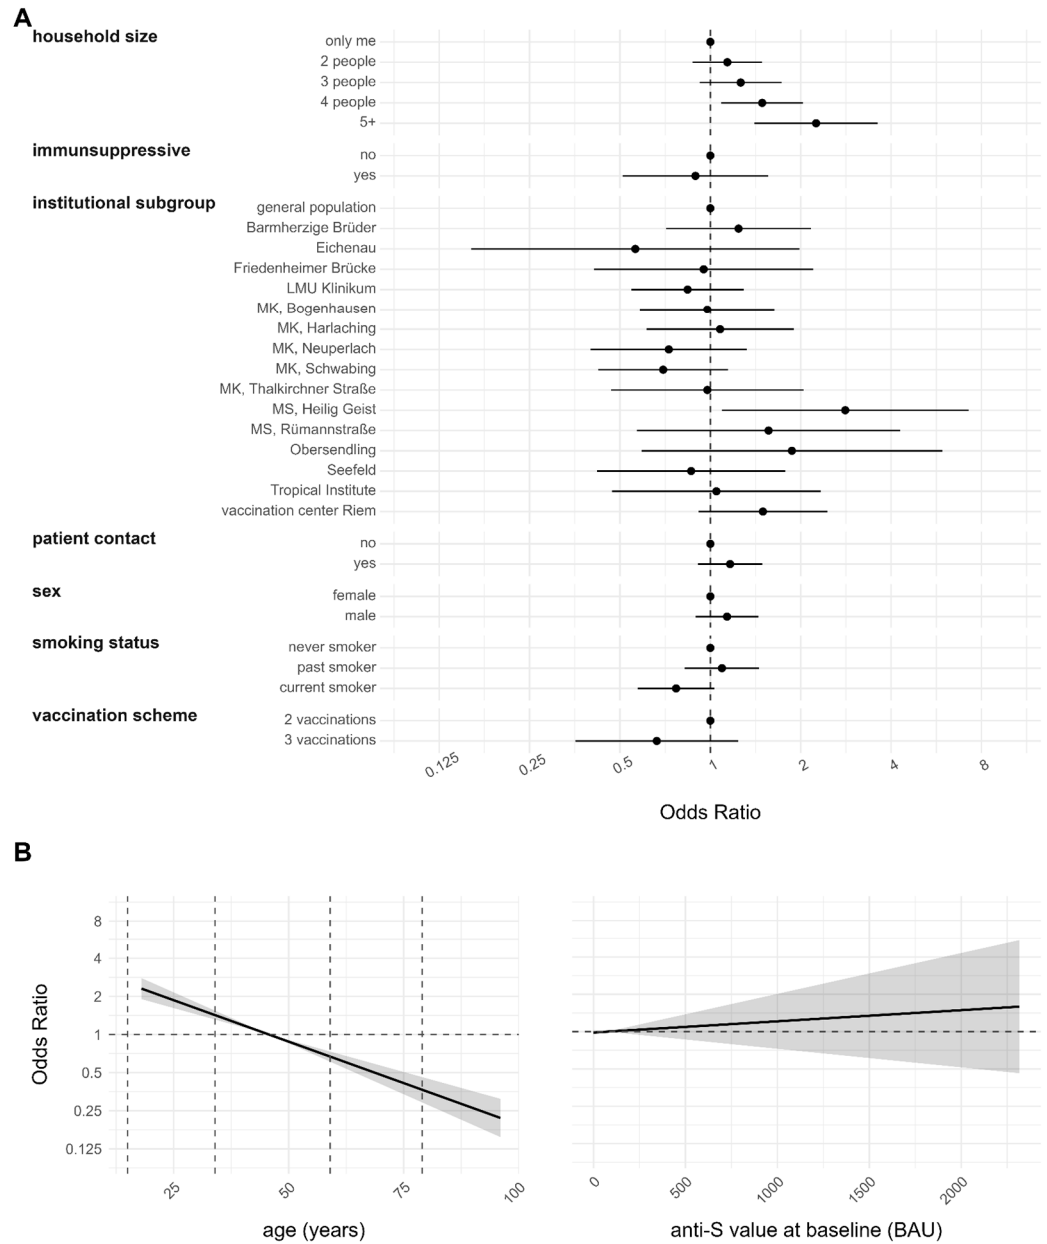 A
household size
only me
2 people
3 people
4 people
5+
immunsuppressive
no
yes
institutional subgroup
general population
Barmherzige Brüder
Eichenau
Friedenheimer Brücke
LMU Klinikum
MK, Bogenhausen
MK, Harlaching
MK, Neuperlach
MK, Schwabing
MK, Thalkirchner Straße
MS, Heilig Geist
MS, Rümannstraße
Obersendling
Seefeld
Tropical Institute
vaccination center Riem
patient contact
no
yes
sex
female
male
smoking status
never smoker
past smoker
current smoker
vaccination scheme
2 vaccinations
3 vaccinations
0.125 0.25 0.5 1 2 4 8
Odds Ratio
B
8
4
2
1
0.5
0.25
0.125
Odds Ratio
25 50 75 100
age (years)
0 500 1000 1500 2000
anti-S value at baseline (BAU)